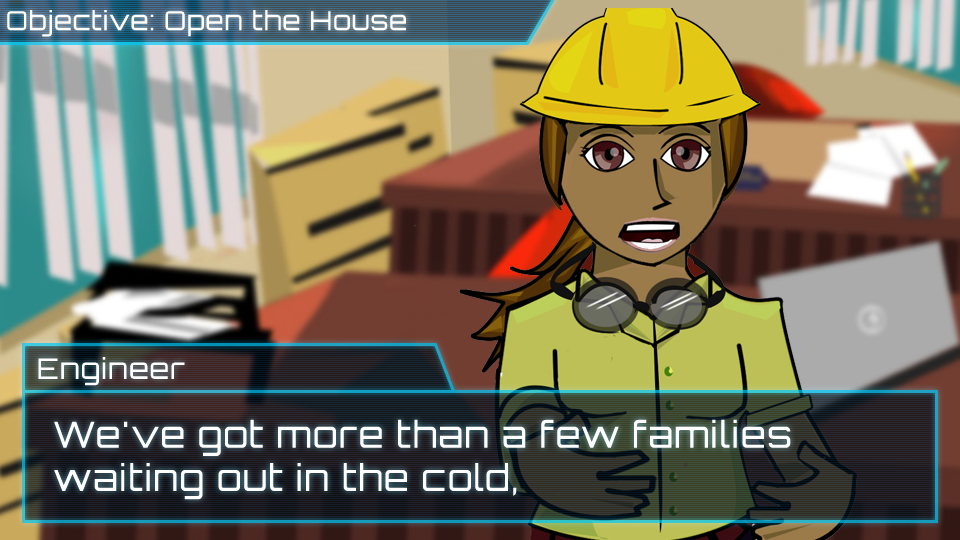 Objective: Open the House
Engineer
We've got more than a few families
waiting out in the cold,